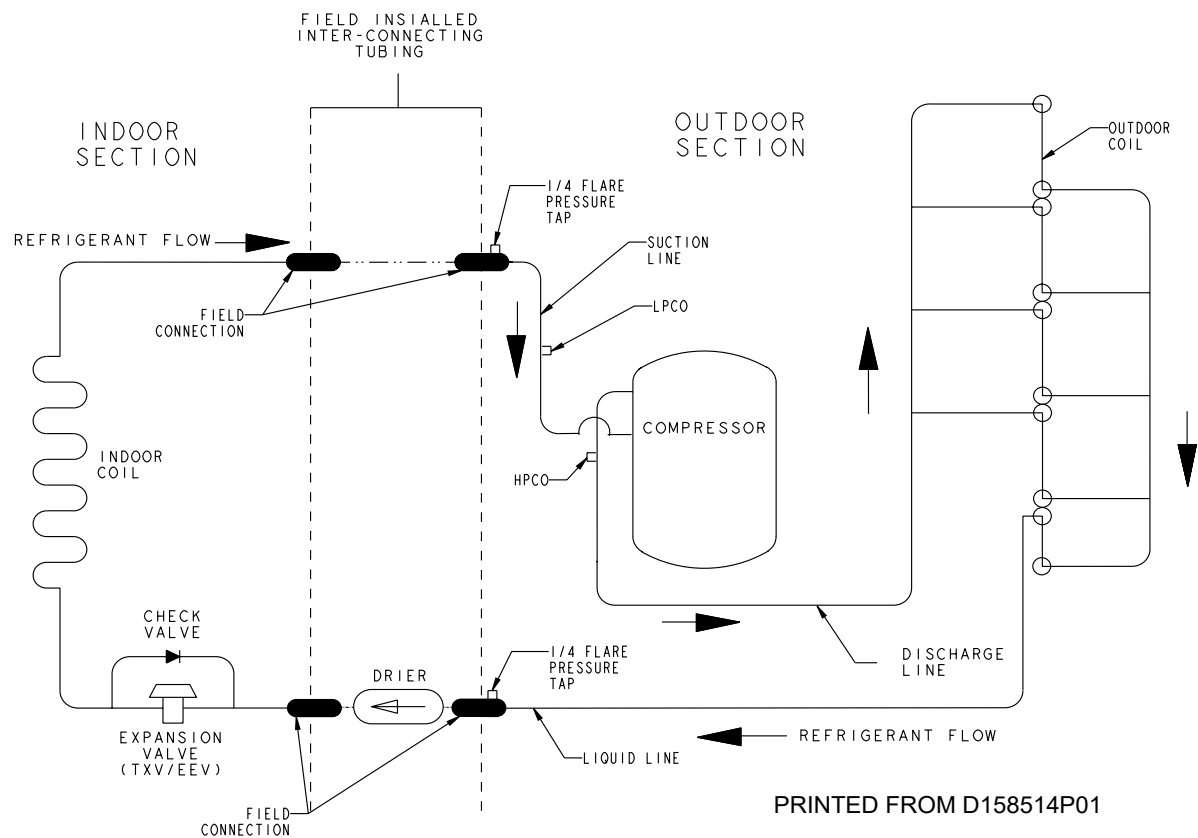 FIELD INSIALLED
INTER-CONNECTING
TUBING
INDOOR
SECTION
OUTDOOR
SECTION
OUTDOOR
COIL
1/4 FLARE
PRESSURE
TAP
REFRIGERANT FLOW
SUCTION
LINE
FIELD
CONNECTION
LPCO
COMPRESSOR
INDOOR
COIL
HPCO
CHECK
VALVE
DRIER
1/4 FLARE
PRESSURE
TAP
DISCHARGE
LINE
EXPANSION
VALVE
(TXV/EEV)
LIQUID LINE
REFRIGERANT FLOW
FIELD
CONNECTION
PRINTED FROM D158514P01